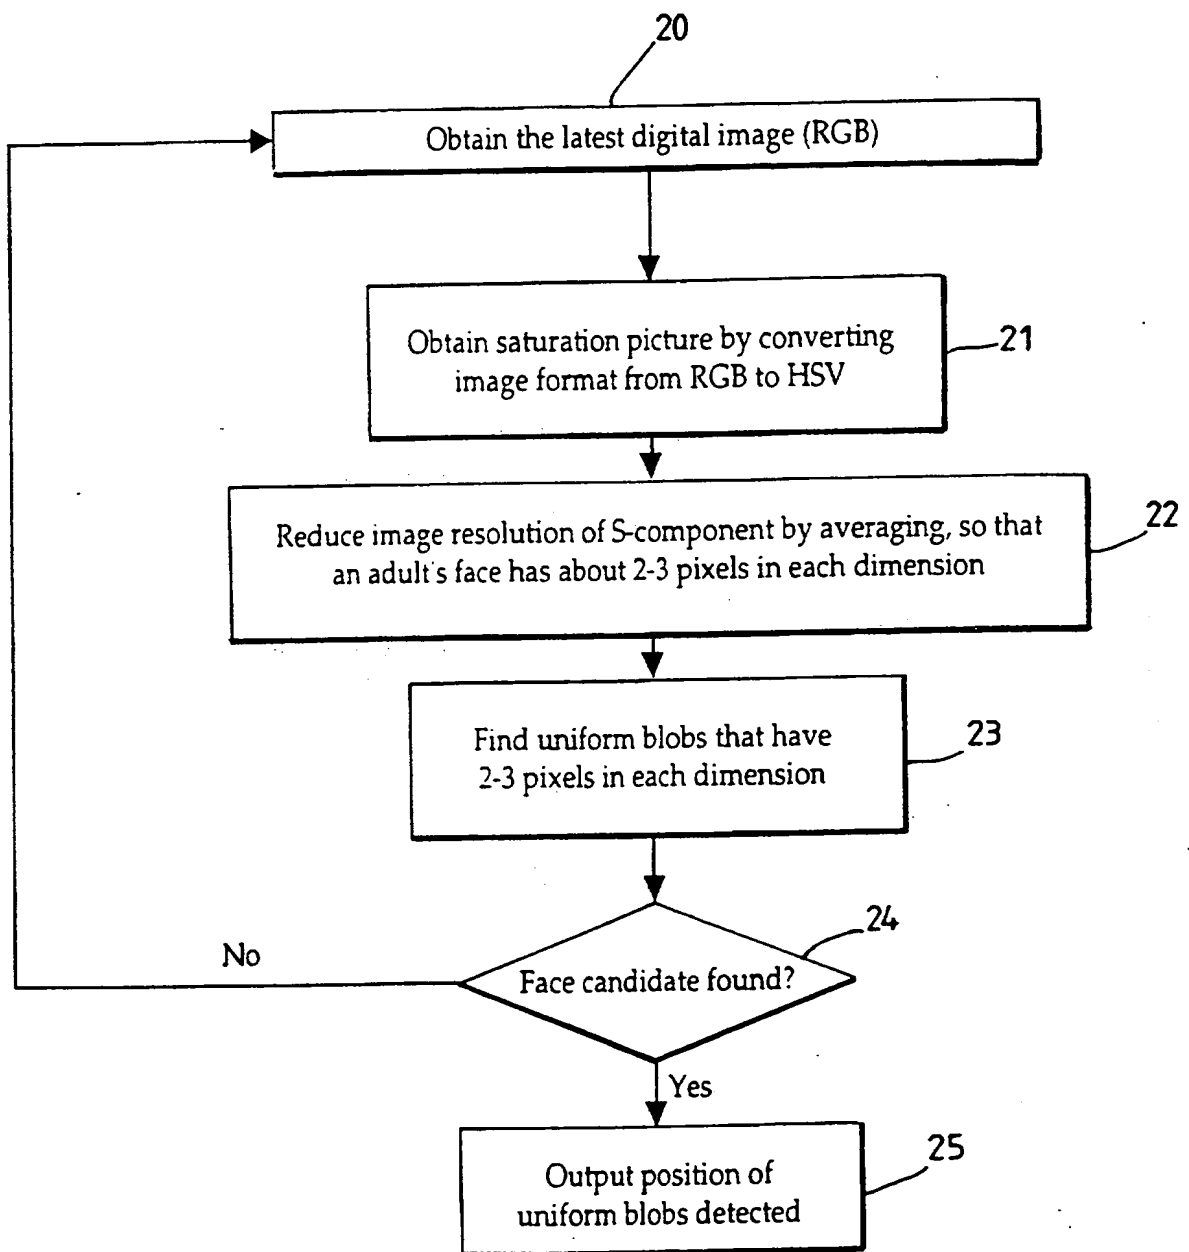 20
Obtain the latest digital image (RGB)
Obtain saturation picture by converting
image format from RGB to HSV
21
Reduce image resolution of S-component by averaging, so that
an adult's face has about 2-3 pixels in each dimension
22
Find uniform blobs that have
2-3 pixels in each dimension
23
24
No
Face candidate found?
Yes
Output position of
uniform blobs detected
25